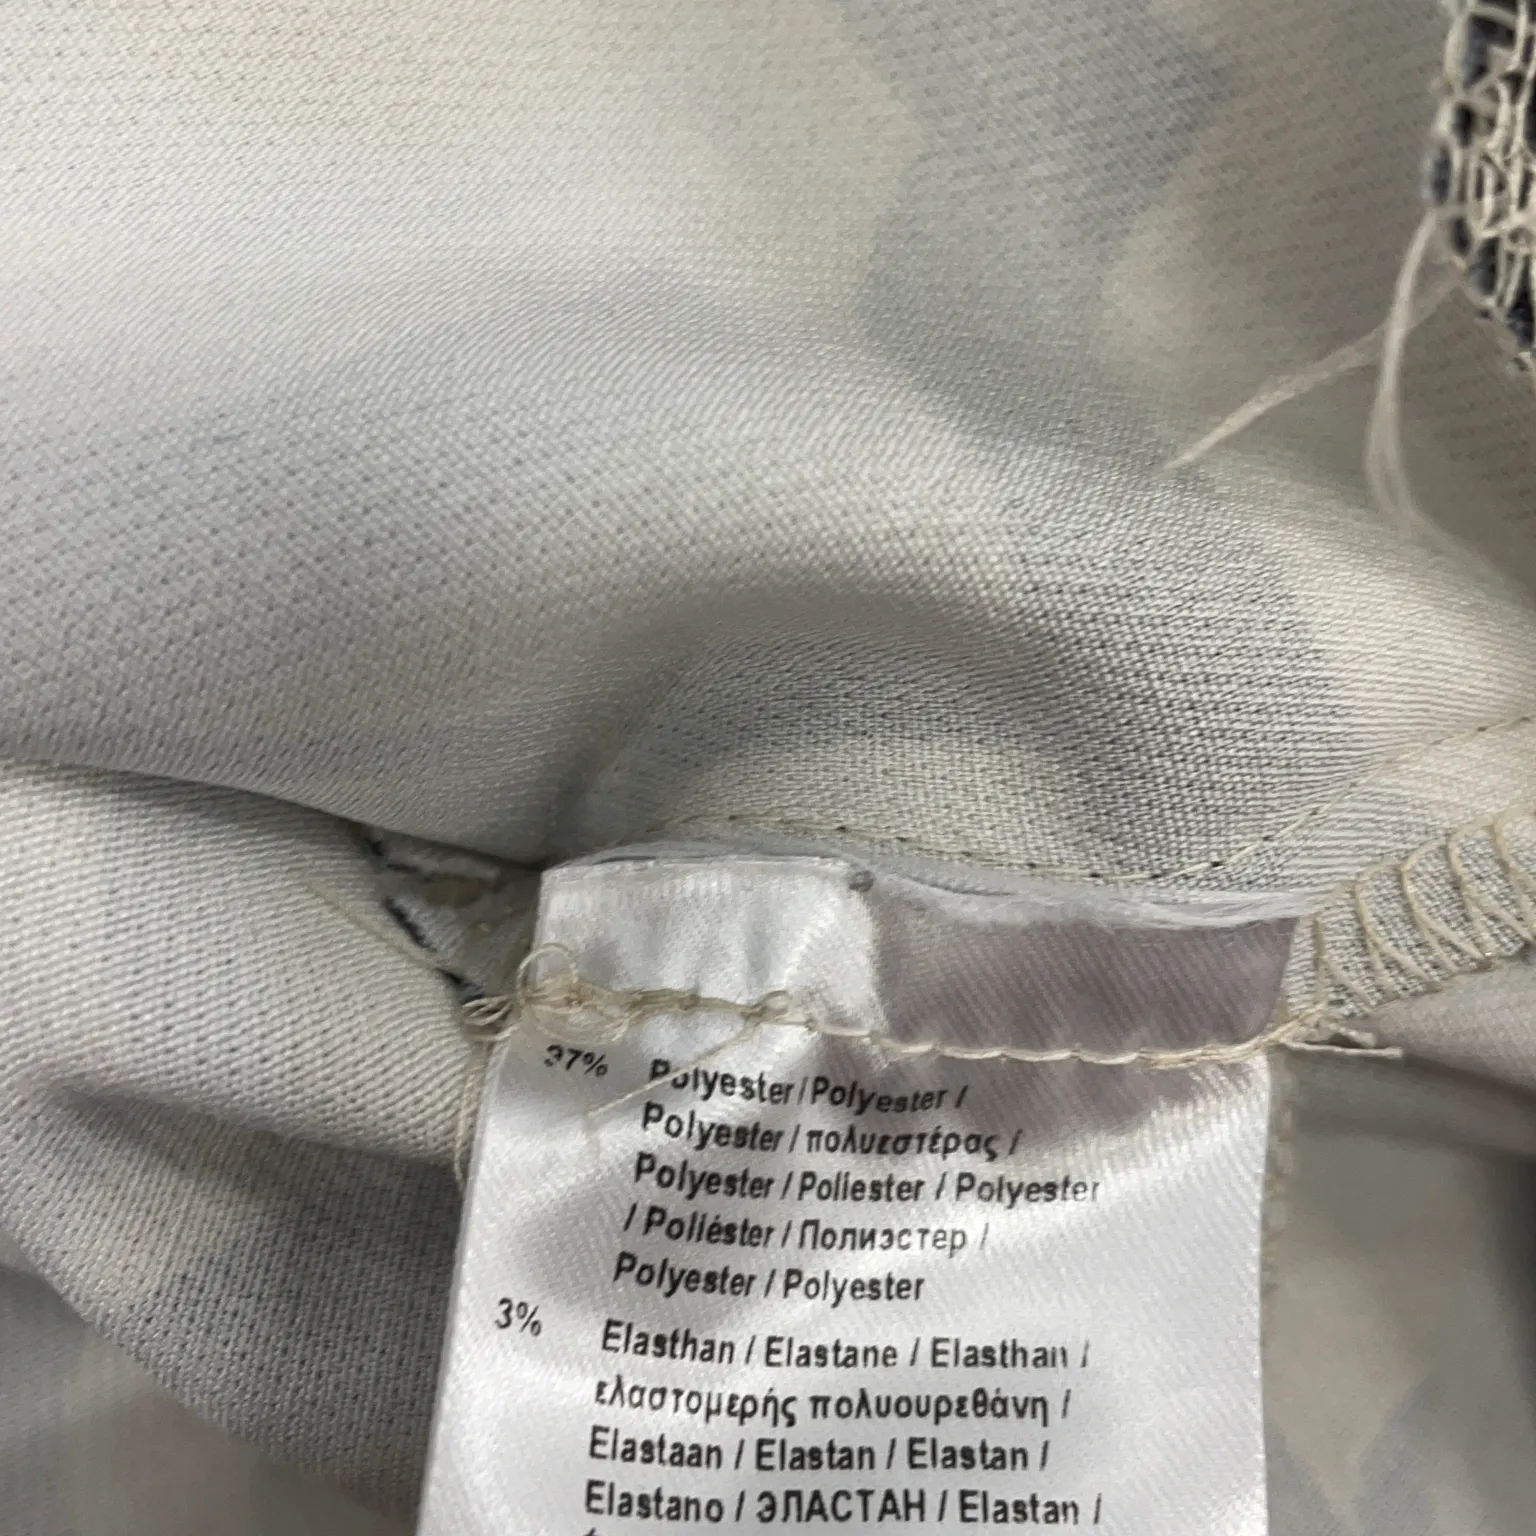 97% Polyester / Polyester /
Polyester / πολυεστέρας /
Polyester / Poliester / Polyester
/ Poliéster / Полиэстер /
Polyester / Polyester
3% Elasthan / Elastane / Elasthan /
ελαστομερής πολυουρεθάνη /
Elastaan / Elastan / Elastan /
Elastano / ЭЛАСТАН / Elastan /